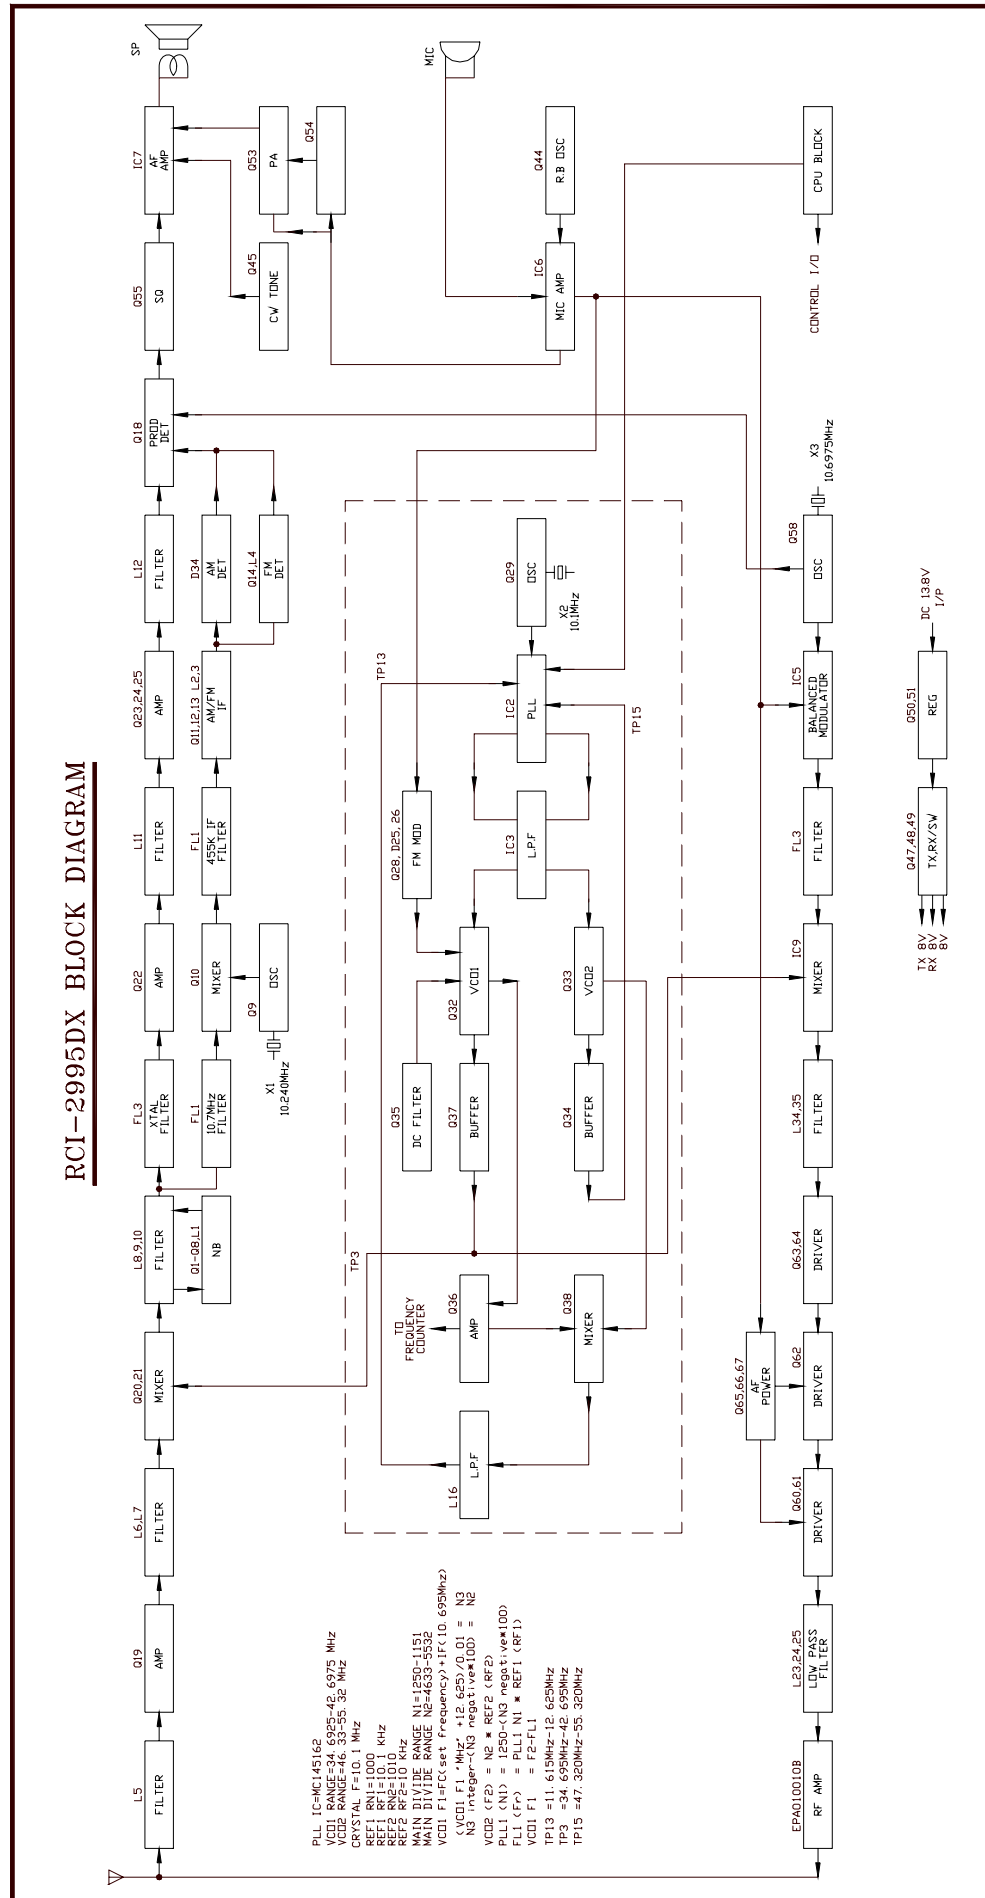 RCI-2995DX BLOCK DIAGRAM
L5
FILTER
Q19
AMP
L6,L7
FILTER
Q20,21
MIXER
L8,9,10
FILTER
Q1-Q8,L1
NB
FL3
XTAL
FILTER
FL1
10.7MHz
FILTER
Q22
AMP
Q10
MIXER
Q9
OSC
X1
10.240MHz
L11
FILTER
FL1
455K IF
FILTER
Q23,24,25
AMP
Q11,12,13 L2,3
AM/FM
IF
L12
FILTER
D34
AM
DET
Q14,L4
FM
DET
Q18
PROD
DET
Q55
SQ
Q45
CW TONE
IC7
AF
AMP
Q53
PA
Q54
SP
MIC
Q44
R.B OSC
IC6
MIC AMP
CPU BLOCK
CONTROL I/O
TP3
TO
FREQUENCY
COUNTER
Q36
AMP
L16
L.P.F
Q38
MIXER
Q35
DC FILTER
Q37
BUFFER
Q34
BUFFER
Q32
VCO1
Q33
VCO2
Q28, D25, 26
FM MOD
IC3
L.P.F
TP13
IC2
PLL
TP15
Q29
OSC
X2
10.1MHz
PLL IC=MC145162
VCO1 RANGE=34.6925-42.6975 MHz
VCO2 RANGE=46.33-55.32 MHz
CRYSTAL F=10.1 MHz
REF1 RN1=1000
REF1 RF1=10.1 KHz
REF2 RN2=1010
REF2 RF2=10 KHz
MAIN DIVIDE RANGE N1=1250-1151
MAIN DIVIDE RANGE N2=4633-5532
VCO1 F1=FC(set frequency)+IF(10.695Mhz)
(VCO1 F1 "MHz" +12.625)/0.01 = N3
N3 integer-(N3 negative*100) = N2
VCO2 (F2) = N2 * REF2 (RF2)
PLL1 (N1) = 1250-(N3 negative*100)
FL1 (Fr) = PLL1 N1 * REF1 (RF1)
VCO1 F1 = F2-FL1
TP13 =11.615MHz-12.625MHz
TP3 =34.695MHz-42.695MHz
TP15 =47.320MHz-55.320MHz
EPA010010B
RF AMP
L23,24,25
LOW PASS
FILTER
Q60,61
DRIVER
Q65,66,67
AF
POWER
Q62
DRIVER
Q63,64
DRIVER
L34,35
FILTER
IC9
MIXER
FL3
FILTER
IC5
BALANCED
MODULATOR
Q58
OSC
X3
10.6975MHz
TX 8V
RX 8V
8V
Q47,48,49
TX,RX/SW
Q50,51
REG
DC 13.8V
I/P